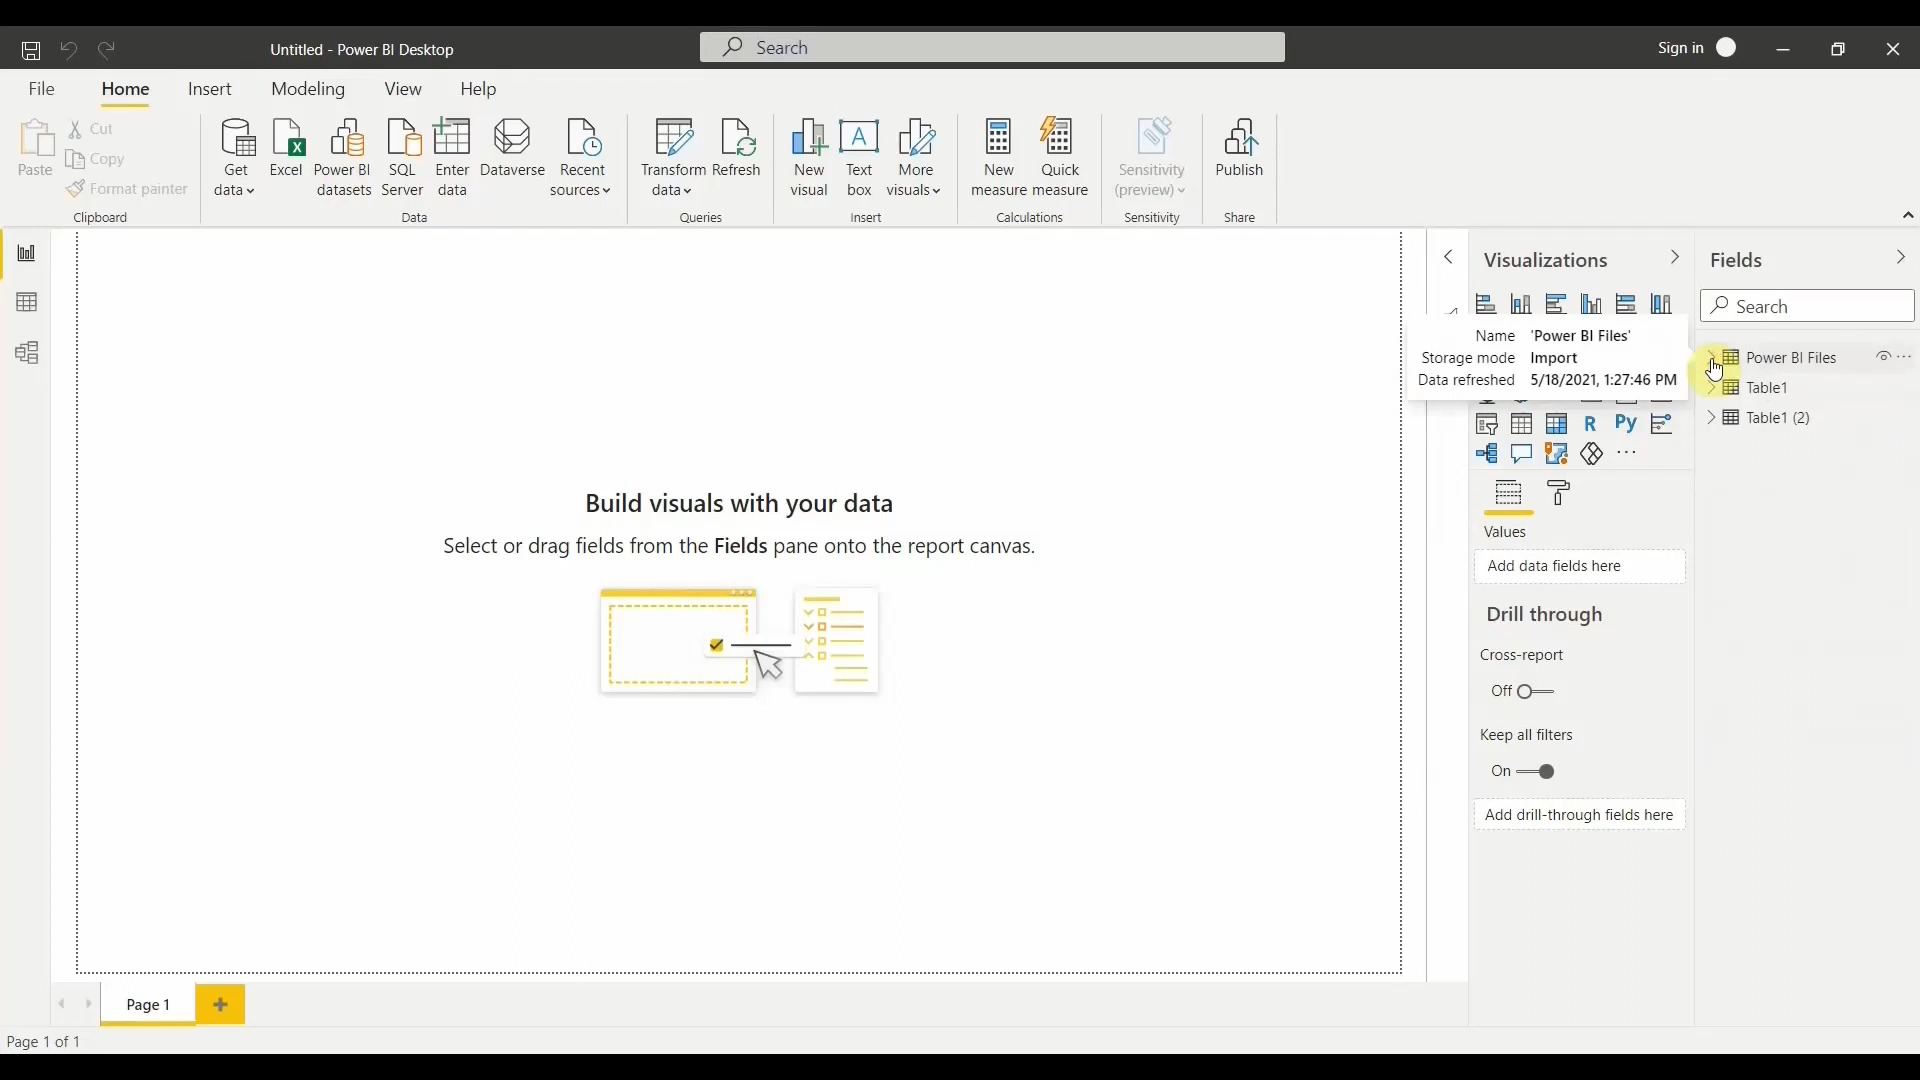 Untitled - Power BI Desktop
Search
Sign in
File
Home
Insert
Modeling
View
Help
Paste
Cut
Copy
Format painter
Clipboard
Get data
Excel
Power BI datasets
SQL Server
Enter data
Dataverse
Recent sources
Data
Transform data
Refresh
Queries
New visual
A
Text box
More visuals
Insert
New measure
Quick measure
Calculations
Sensitivity (preview)
Sensitivity
Publish
Share
Build visuals with your data
Select or drag fields from the Fields pane onto the report canvas.
Visualizations
Name 'Power BI Files'
Storage mode Import
Data refreshed 5/18/2021, 1:27:46 PM
R
Py
Values
Add data fields here
Drill through
Cross-report
Off
Keep all filters
On
Add drill-through fields here
Fields
Search
Power BI Files
Table1
Table1 (2)
Page 1
Page 1 of 1